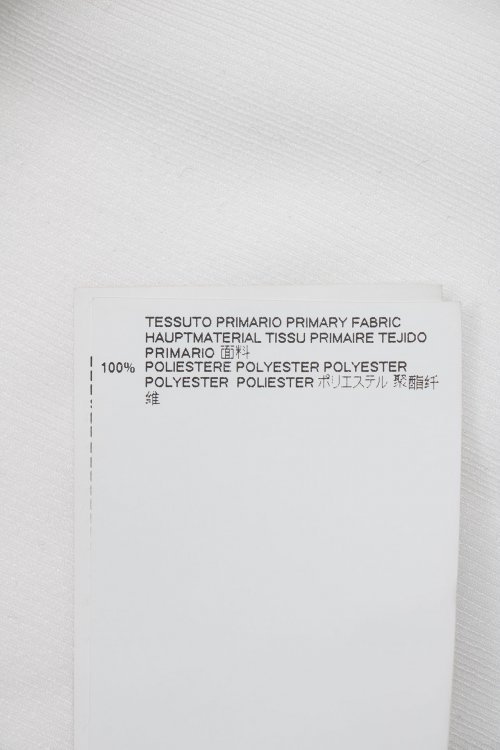 TESSUTO PRIMARIO PRIMARY FABRIC
HAUPTMATERIAL TISSU PRIMAIRE TEJIDO
PRIMARIO 面料
100% POLIESTERE POLYESTER POLYESTER
POLYESTER POLIESTER ポリエステル 聚酯纤
维